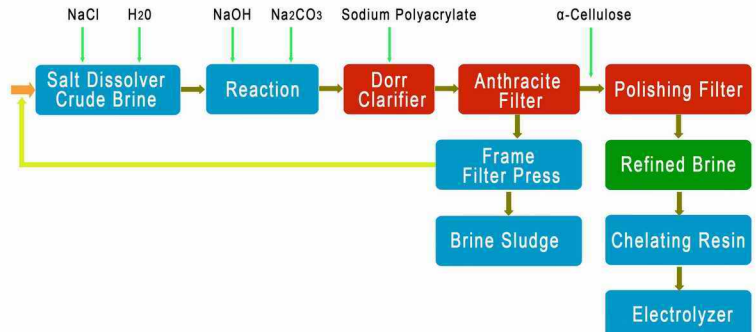 NaCl
H20
NaOH
Na2CO3
Sodium Polyacrylate
α-Cellulose
Salt Dissolver
Crude Brine
Reaction
Dorr
Clarifier
Anthracite
Filter
Polishing Filter
Frame
Filter Press
Refined Brine
Brine Sludge
Chelating Resin
Electrolyzer